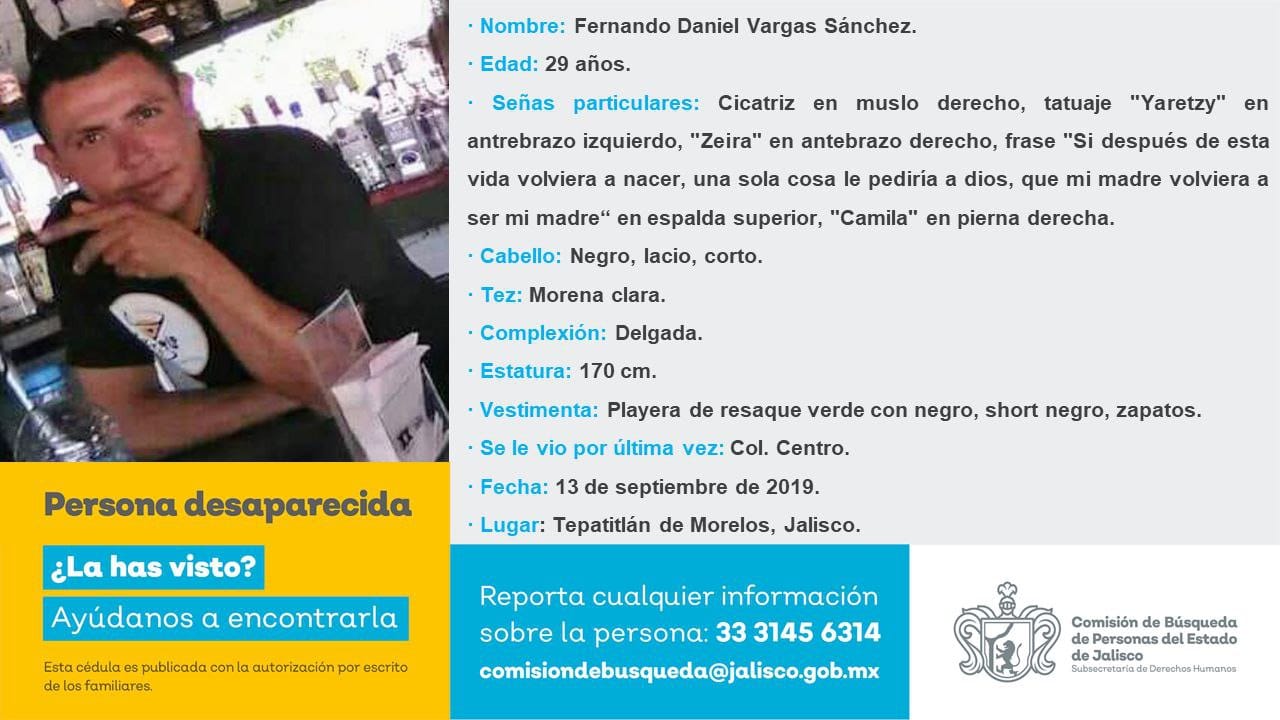 · Nombre: Fernando Daniel Vargas Sánchez.
· Edad: 29 años.
· Señas particulares: Cicatriz en muslo derecho, tatuaje "Yaretzy" en
antrebrazo izquierdo, "Zeira" en antebrazo derecho, frase "Si después de esta
vida volviera a nacer, una sola cosa le pediría a dios, que mi madre volviera a
ser mi madre“ en espalda superior, "Camila" en pierna derecha.
· Cabello: Negro, lacio, corto.
· Tez: Morena clara.
· Complexión: Delgada.
· Estatura: 170 cm.
· Vestimenta: Playera de resaque verde con negro, short negro, zapatos.
· Se le vio por última vez: Col. Centro.
· Fecha: 13 de septiembre de 2019.
· Lugar: Tepatitlán de Morelos, Jalisco.
Persona desaparecida
¿La has visto?
Ayúdanos a encontrarla
Esta cédula es publicada con la autorización por escrito
de los familiares.
Reporta cualquier información
sobre la persona: 33 3145 6314
comisiondebusqueda@jalisco.gob.mx
Comisión de Búsqueda
de Personas del Estado
de Jalisco
Subsecretaría de Derechos Humanos